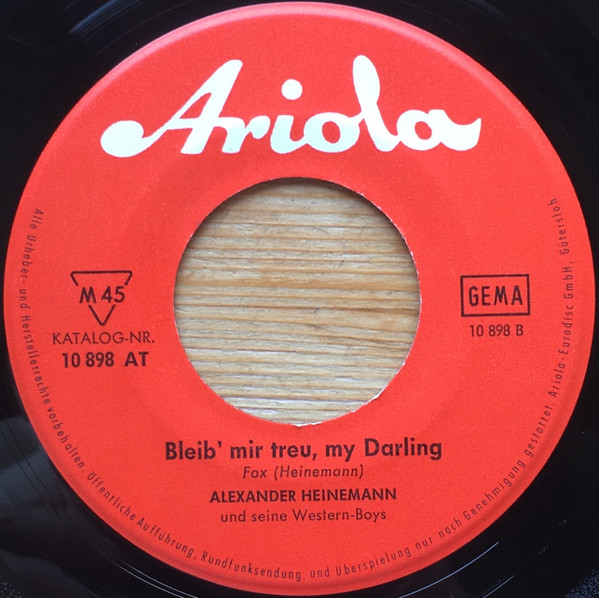 Ariola
M 45
KATALOG-NR.
10 898 AT
GEMA
10 898 B
Bleib' mir treu, my Darling
Fox (Heinemann)
ALEXANDER HEINEMANN
und seine Western-Boys
Alle Urheber- und Herstellerrechte vorbehalten. Öffentliche Aufführung, Rundfunksendung und Überspielung nur nach Genehmigung gestattet. Ariola-Eurodisc GmbH, Gütersloh